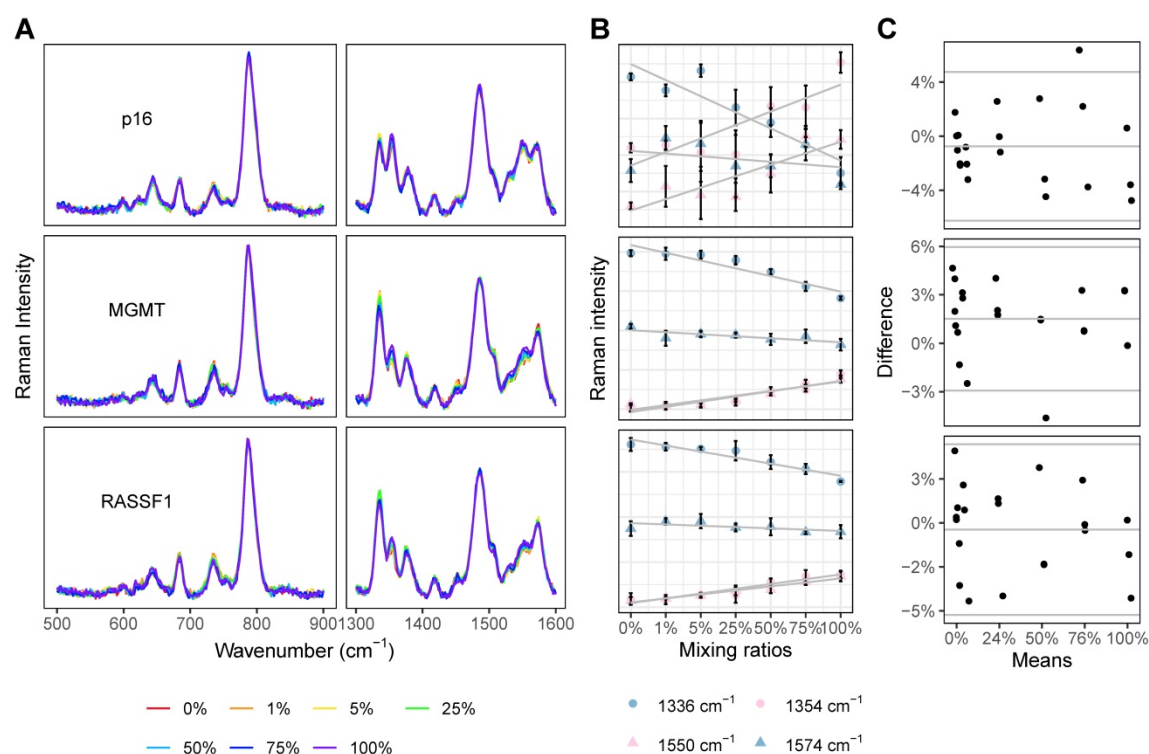 A
B
C
p16
MGMT
RASSF1
Raman Intensity
500 600 700 800 900 1300 1400 1500 1600
Wavenumber (cm⁻¹)
0% 1% 5% 25%
50% 75% 100%
Raman intensity
0% 1% 5% 25% 50% 75% 100%
Mixing ratios
1336 cm⁻¹ 1354 cm⁻¹
1550 cm⁻¹ 1574 cm⁻¹
Difference
4%
0%
−4%
6%
3%
0%
−3%
3%
0%
−2%
−5%
0% 24% 50% 76% 100%
Means